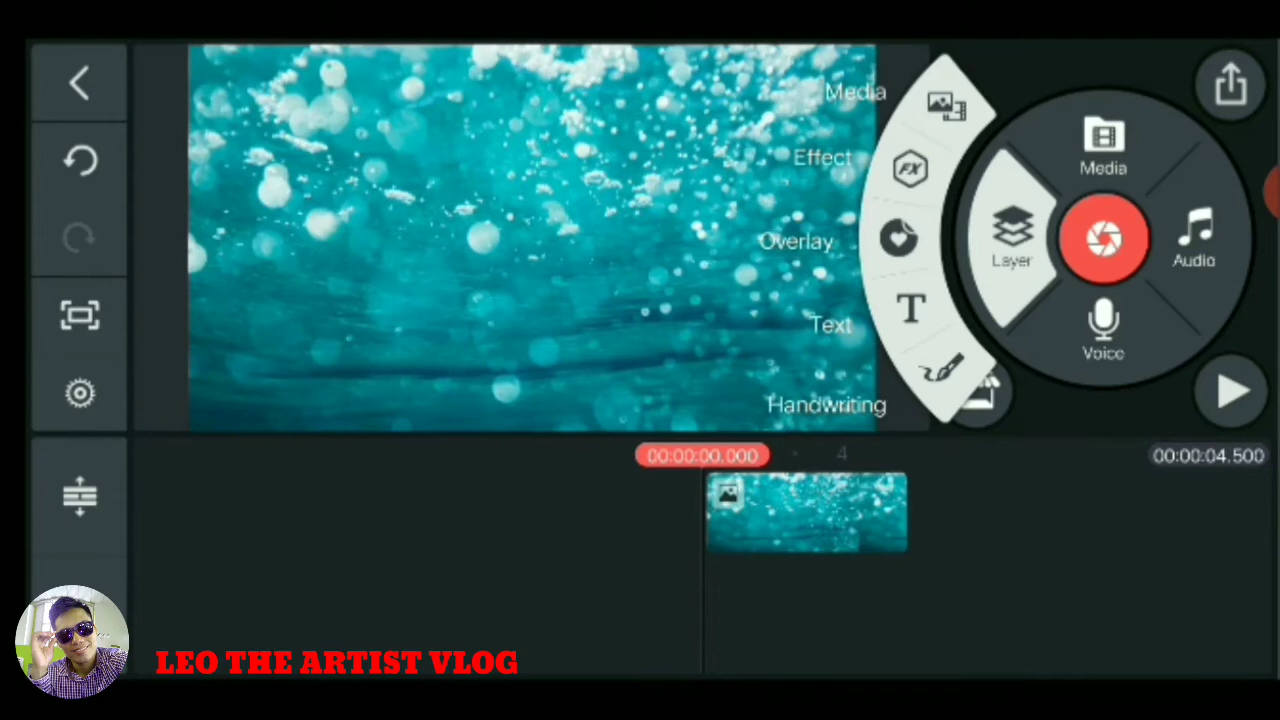 Media
Effect
Overlay
Text
Handwriting
FX
T
Media
Layer
Audio
Voice
00:00:00.000
4
00:00:04.500
LEO THE ARTIST VLOG